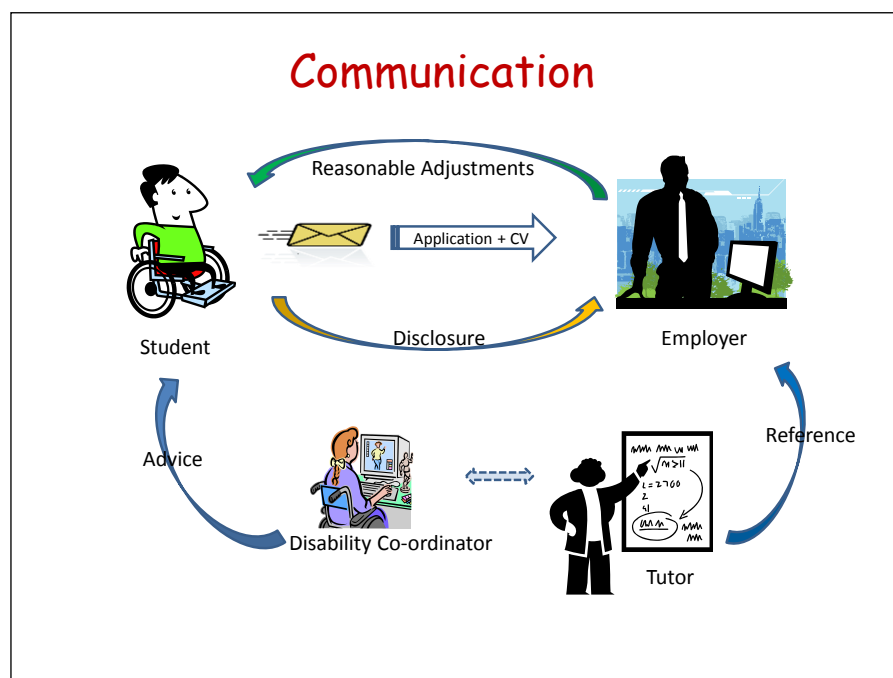 Communication
Reasonable Adjustments
Application + CV
Disclosure
Student
Employer
Advice
Reference
Disability Co-ordinator
Tutor